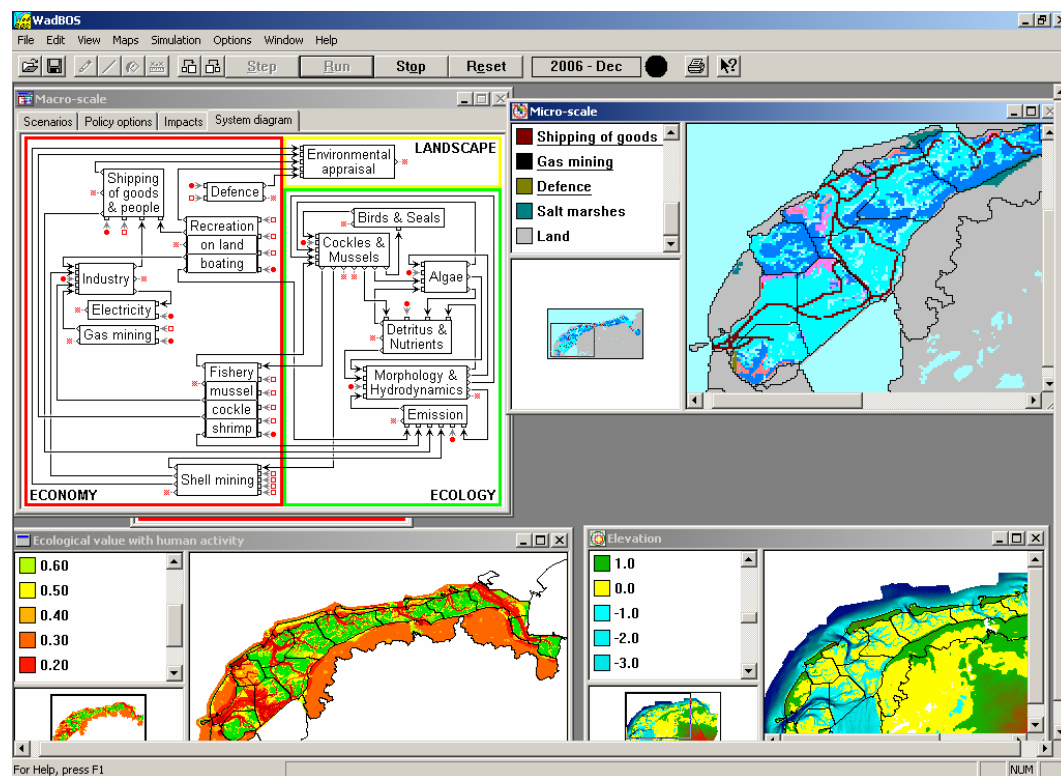 WadBOS
File Edit View Maps Simulation Options Window Help
Step Run Stop Reset 2006 - Dec
Macro-scale
Scenarios Policy options Impacts System diagram
LANDSCAPE
Environmental
appraisal
Shipping
of goods
& people
Defence
Recreation
on land
boating
Industry
Electricity
Gas mining
Fishery
mussel
cockle
shrimp
Shell mining
ECONOMY
Birds & Seals
Cockles &
Mussels
Algae
Detritus &
Nutrients
Morphology &
Hydrodynamics
Emission
ECOLOGY
Micro-scale
Shipping of goods
Gas mining
Defence
Salt marshes
Land
Ecological value with human activity
0.60
0.50
0.40
0.30
0.20
Elevation
1.0
0.0
-1.0
-2.0
-3.0
For Help, press F1
NUM